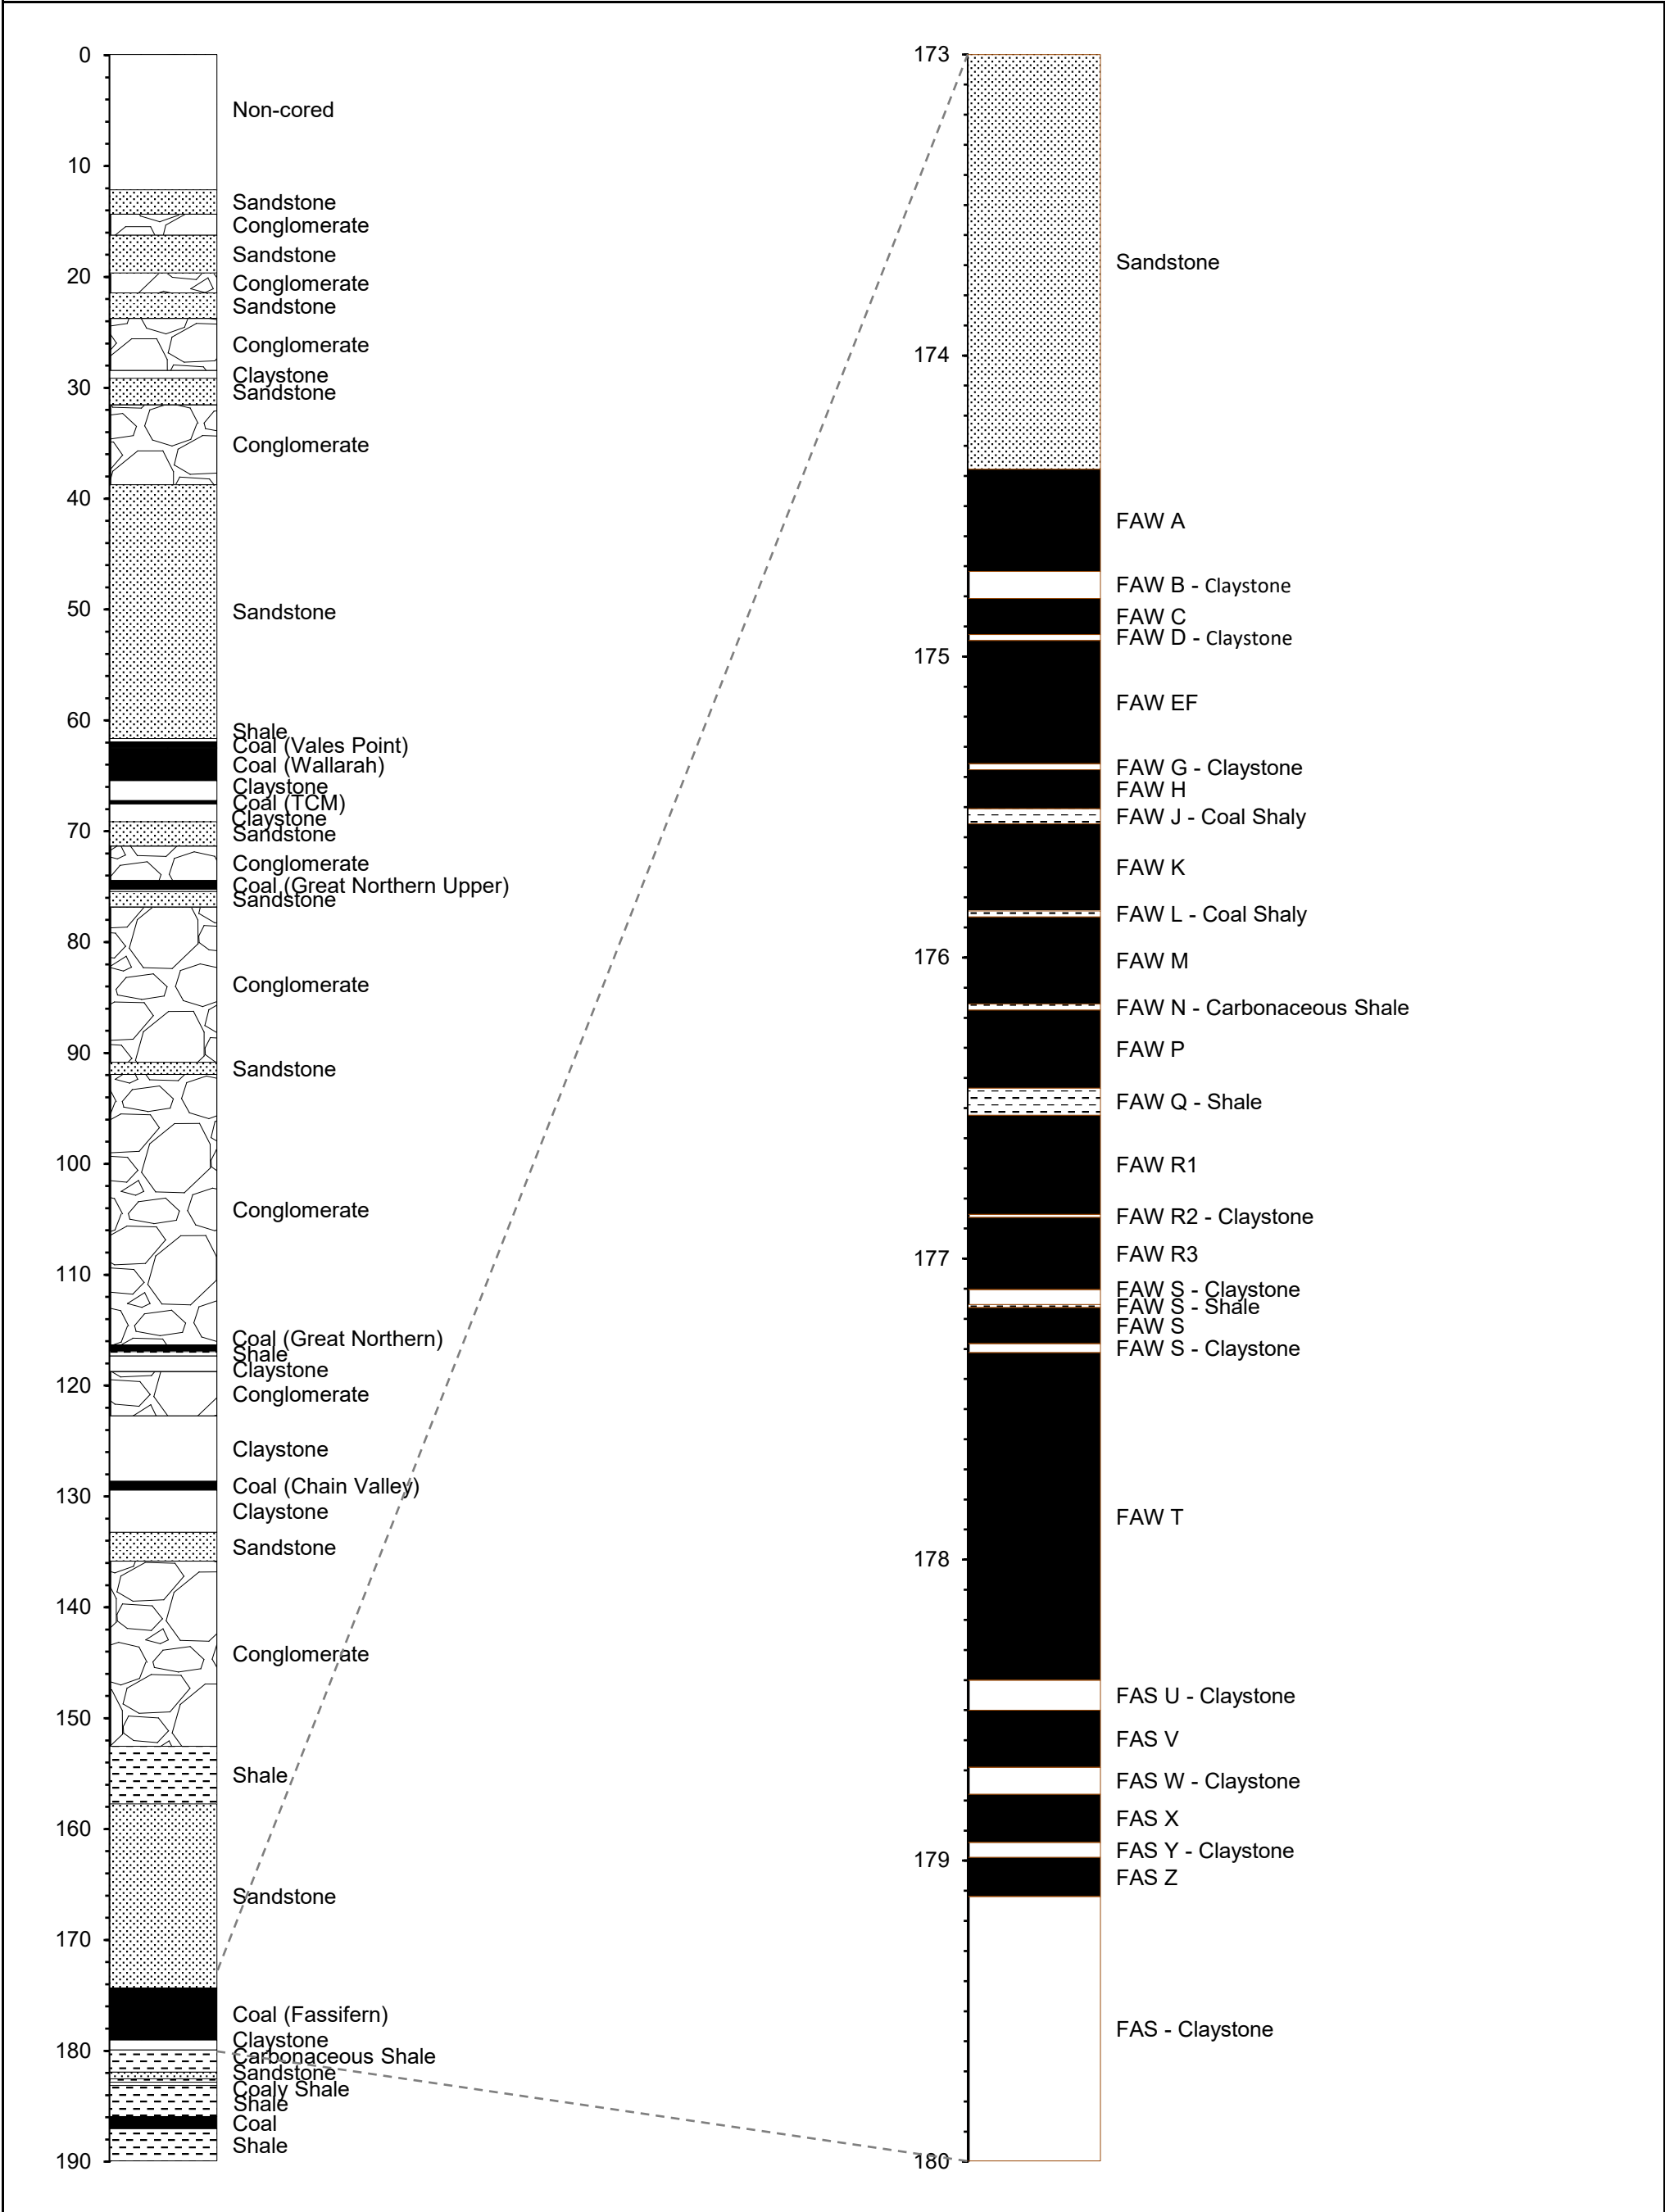 0
Non-cored
10
Sandstone
Conglomerate
Sandstone
20
Conglomerate
Sandstone
Conglomerate
Claystone
30
Sandstone
Conglomerate
40
50
Sandstone
60
Shale
Coal (Vales Point)
Coal (Wallarah)
Claystone
Coal (TCM)
Claystone
70
Sandstone
Conglomerate
Coal (Great Northern Upper)
Sandstone
80
Conglomerate
90
Sandstone
100
Conglomerate
110
Coal (Great Northern)
Shale
Claystone
120
Conglomerate
Claystone
Coal (Chain Valley)
130
Claystone
Sandstone
140
Conglomerate
150
Shale
160
Sandstone
170
Coal (Fassifern)
Claystone
180
Carbonaceous Shale
Sandstone
Coaly Shale
Shale
Coal
Shale
190
173
Sandstone
174
FAW A
FAW B - Claystone
FAW C
FAW D - Claystone
175
FAW EF
FAW G - Claystone
FAW H
FAW J - Coal Shaly
FAW K
FAW L - Coal Shaly
176
FAW M
FAW N - Carbonaceous Shale
FAW P
FAW Q - Shale
FAW R1
FAW R2 - Claystone
177
FAW R3
FAW S - Claystone
FAW S - Shale
FAW S
FAW S - Claystone
FAW T
178
FAS U - Claystone
FAS V
FAS W - Claystone
FAS X
FAS Y - Claystone
179
FAS Z
FAS - Claystone
180